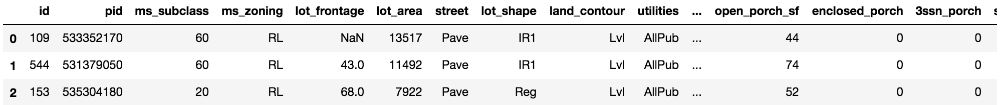 id pid ms_subclass ms_zoning lot_frontage lot_area street lot_shape land_contour utilities ... open_porch_sf enclosed_porch 3ssn_porch
0 109 533352170 60 RL NaN 13517 Pave IR1 Lvl AllPub ... 44 0 0
1 544 531379050 60 RL 43.0 11492 Pave IR1 Lvl AllPub ... 74 0 0
2 153 535304180 20 RL 68.0 7922 Pave Reg Lvl AllPub ... 52 0 0